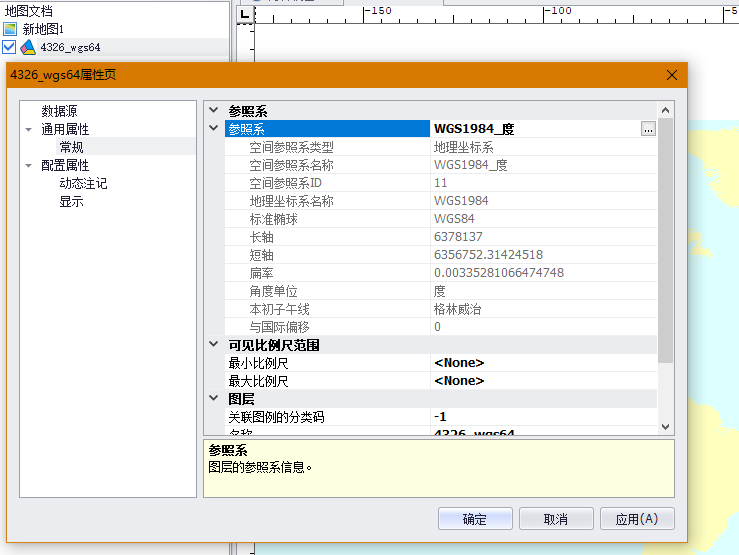 地图文档
新地图1
4326_wgs64
-150
-100
-5
4326_wgs64属性页
数据源
通用属性
常规
配置属性
动态注记
显示
参照系
参照系 WGS1984_度 ...
空间参照系类型 地理坐标系
空间参照系名称 WGS1984_度
空间参照系ID 11
地理坐标系名称 WGS1984
标准椭球 WGS84
长轴 6378137
短轴 6356752.31424518
扁率 0.00335281066474748
角度单位 度
本初子午线 格林威治
与国际偏移 0
可见比例尺范围
最小比例尺 <None>
最大比例尺 <None>
图层
关联图例的分类码 -1
名称 4326_wgs64
参照系
图层的参照系信息。
确定 取消 应用(A)